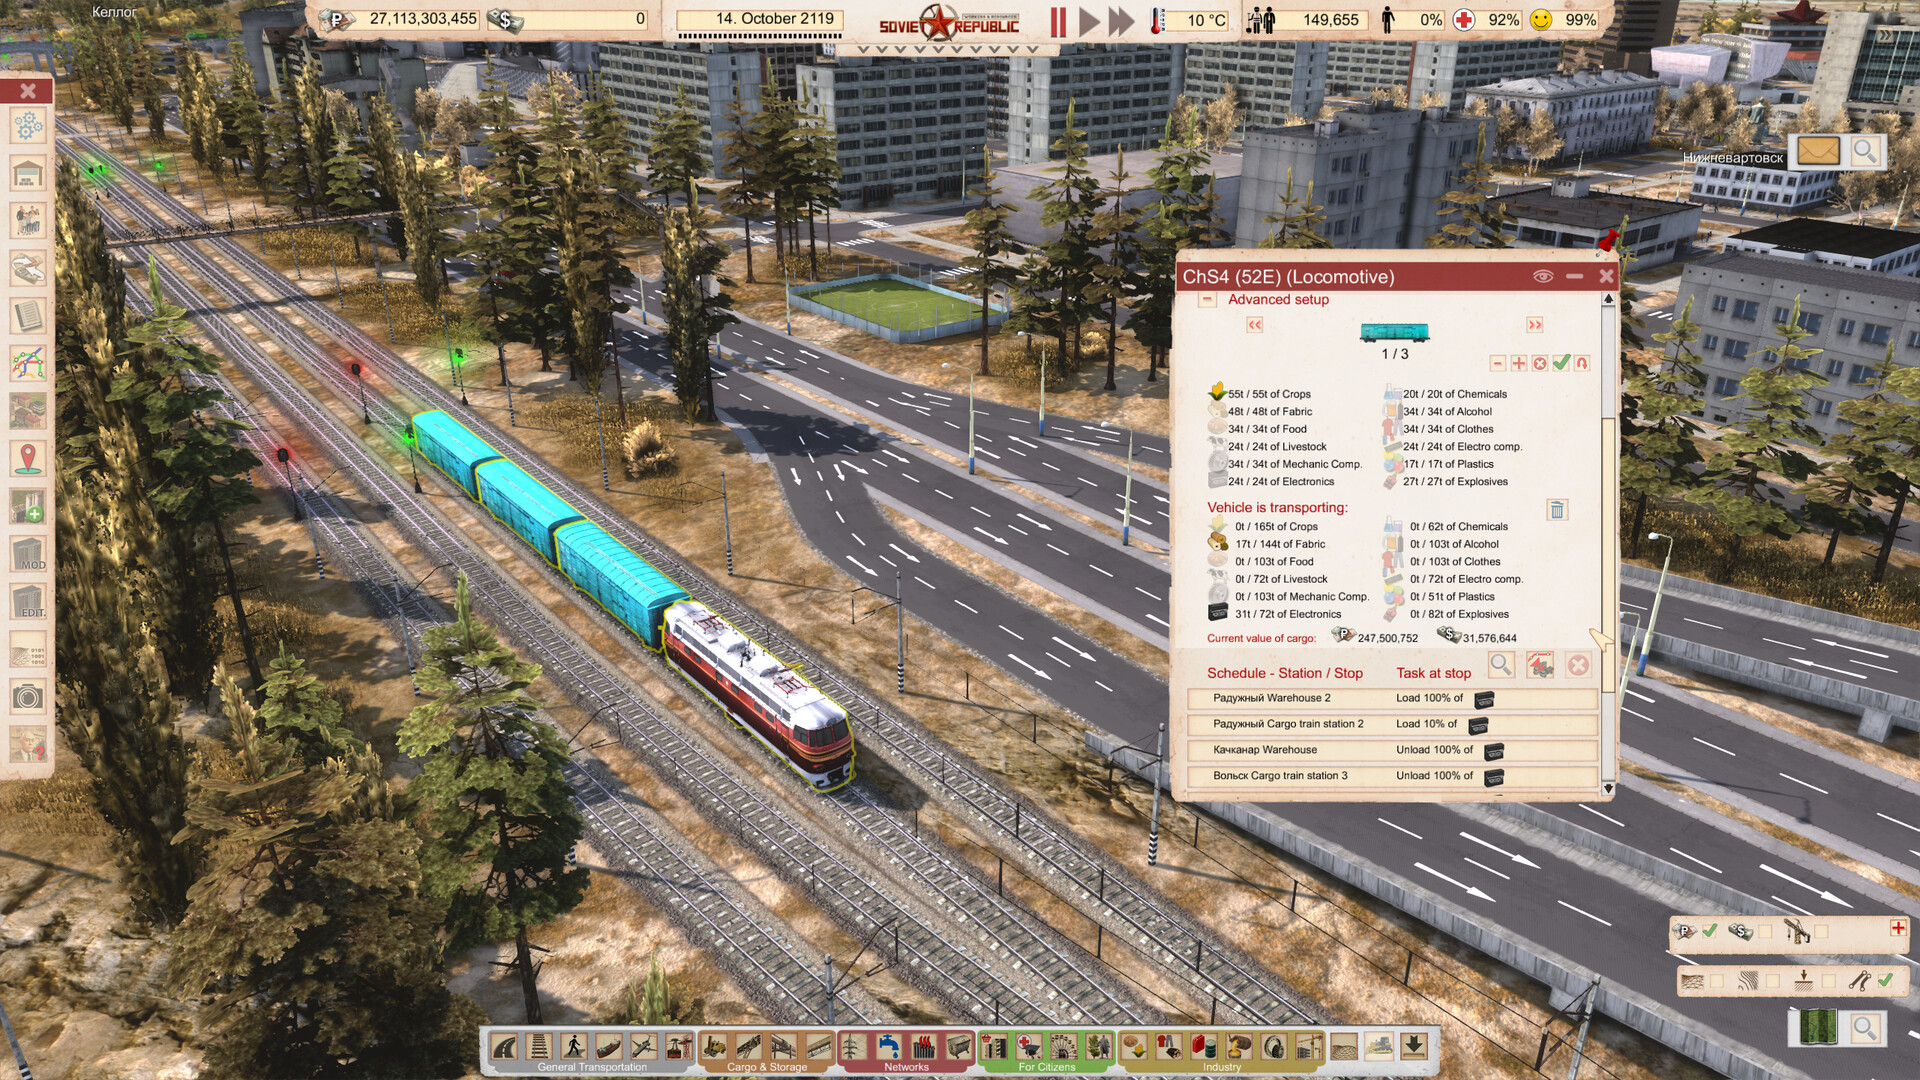 Келлог
27,113,303,455
0
14. October 2119
SOVIET REPUBLIC
10 °C
149,655
0%
92%
99%
Нижневартовск
MOD
EDIT.
ChS4 (52E) (Locomotive)
Advanced setup
1 / 3
55t / 55t of Crops
20t / 20t of Chemicals
48t / 48t of Fabric
34t / 34t of Alcohol
34t / 34t of Food
34t / 34t of Clothes
24t / 24t of Livestock
24t / 24t of Electro comp.
34t / 34t of Mechanic Comp.
17t / 17t of Plastics
24t / 24t of Electronics
27t / 27t of Explosives
Vehicle is transporting:
0t / 165t of Crops
0t / 62t of Chemicals
17t / 144t of Fabric
0t / 103t of Alcohol
0t / 103t of Food
0t / 103t of Clothes
0t / 72t of Livestock
0t / 72t of Electro comp.
0t / 103t of Mechanic Comp.
0t / 51t of Plastics
31t / 72t of Electronics
0t / 82t of Explosives
Current value of cargo: 247,500,752 31,576,644
Schedule - Station / Stop
Task at stop
Радужный Warehouse 2
Load 100% of
Радужный Cargo train station 2
Load 10% of
Качканар Warehouse
Unload 100% of
Вольск Cargo train station 3
Unload 100% of
General Transportation
Cargo & Storage
Networks
For Citizens
Industry